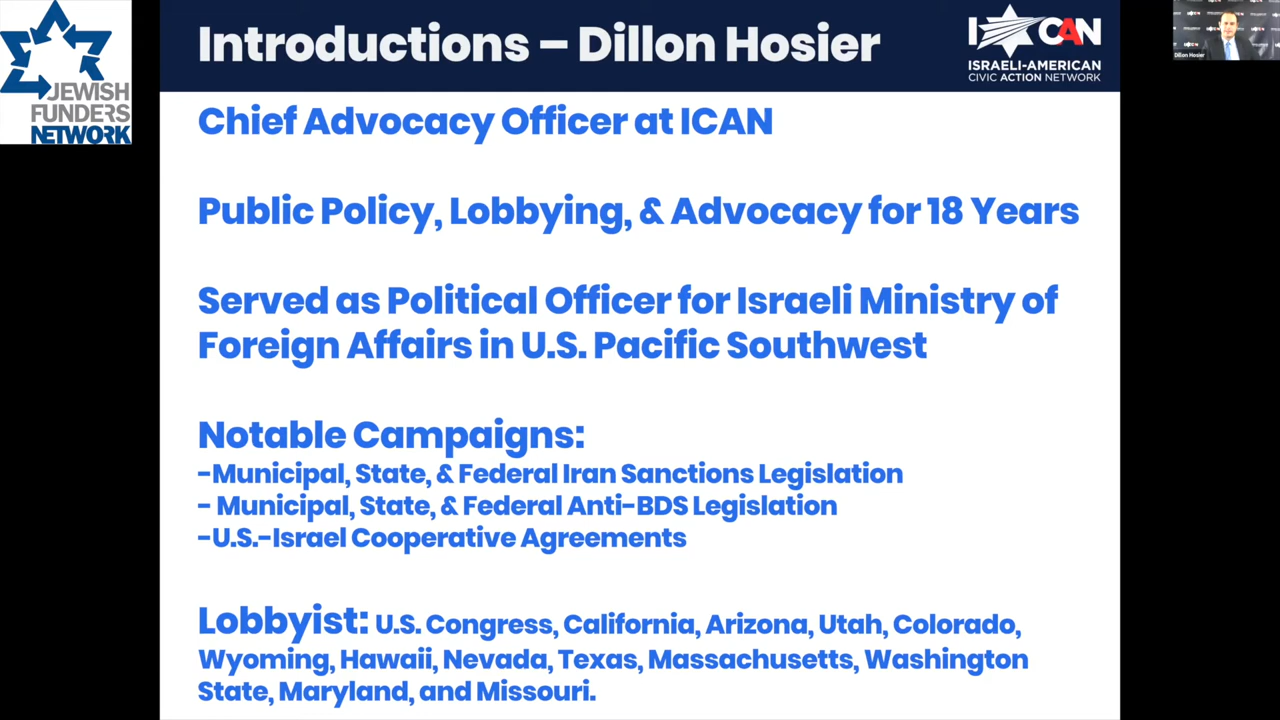 JEWISH
FUNDERS
NETWORK
Introductions – Dillon Hosier
I CAN
ISRAELI-AMERICAN
CIVIC ACTION NETWORK
Dillon Hosier
Chief Advocacy Officer at ICAN
Public Policy, Lobbying, & Advocacy for 18 Years
Served as Political Officer for Israeli Ministry of
Foreign Affairs in U.S. Pacific Southwest
Notable Campaigns:
-Municipal, State, & Federal Iran Sanctions Legislation
- Municipal, State, & Federal Anti-BDS Legislation
-U.S.-Israel Cooperative Agreements
Lobbyist: U.S. Congress, California, Arizona, Utah, Colorado,
Wyoming, Hawaii, Nevada, Texas, Massachusetts, Washington
State, Maryland, and Missouri.